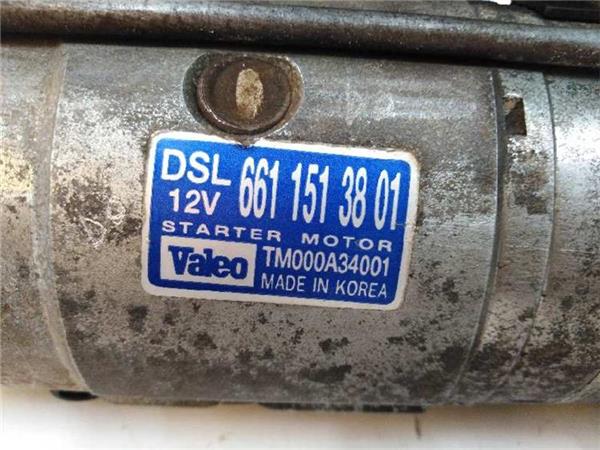 DSL 661 151 38 01
12V
STARTER MOTOR
Valeo TM000A34001
MADE IN KOREA